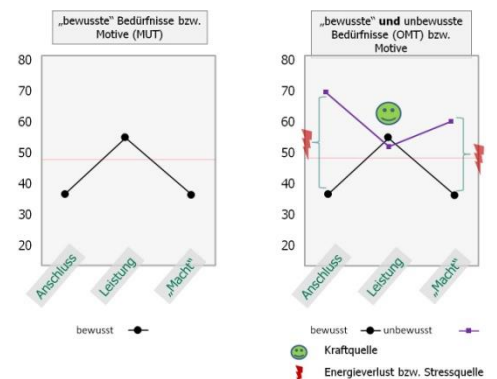 „bewusste“ Bedürfnisse bzw.
Motive (MUT)
80
70
60
50
40
30
20
Anschluss
Leistung
„Macht“
bewusst
„bewusste“ und unbewusste
Bedürfnisse (OMT) bzw.
Motive
80
70
60
50
40
30
20
Anschluss
Leistung
„Macht“
bewusst unbewusst
Kraftquelle
Energieverlust bzw. Stressquelle